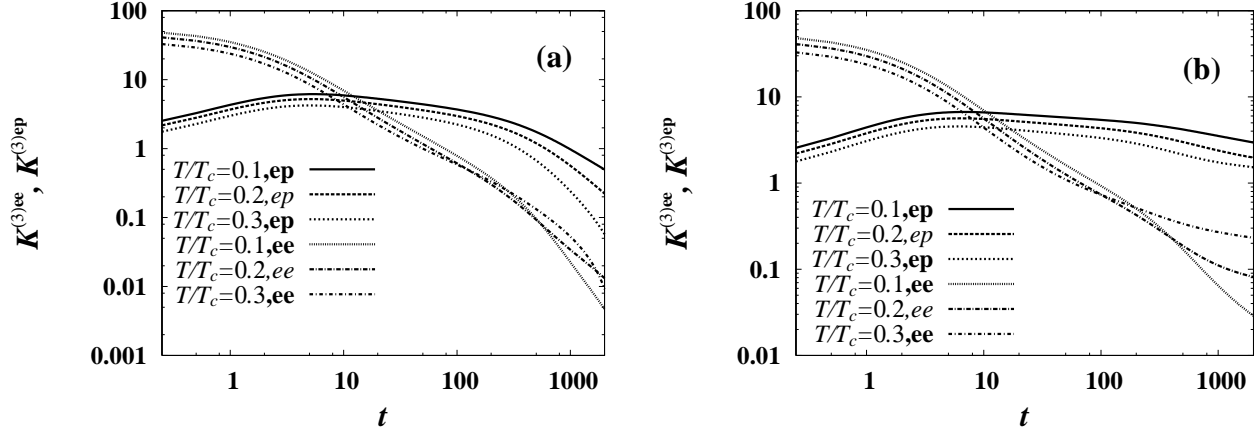 (a)
K(3)ee , K(3)ep
100
10
1
0.1
0.01
0.001
T/Tc=0.1,ep
T/Tc=0.2,ep
T/Tc=0.3,ep
T/Tc=0.1,ee
T/Tc=0.2,ee
T/Tc=0.3,ee
1 10 100 1000
t
(b)
K(3)ee , K(3)ep
100
10
1
0.1
0.01
T/Tc=0.1,ep
T/Tc=0.2,ep
T/Tc=0.3,ep
T/Tc=0.1,ee
T/Tc=0.2,ee
T/Tc=0.3,ee
1 10 100 1000
t